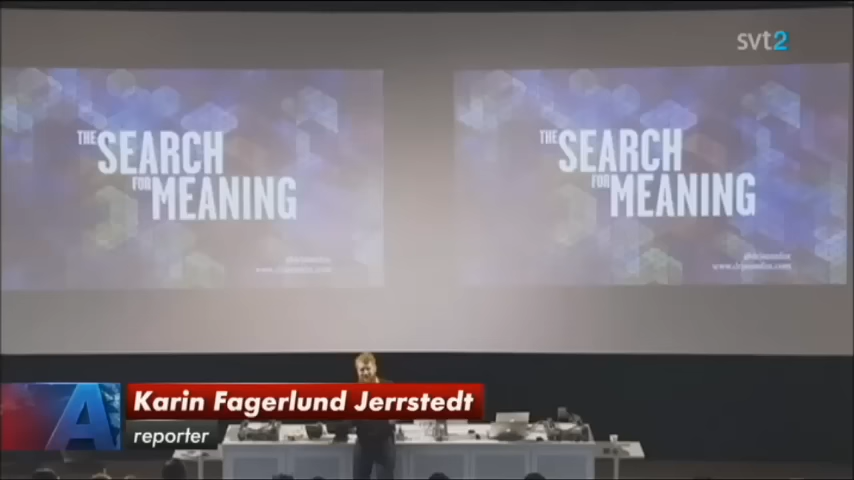 svt2
THE
SEARCH
FOR
MEANING
THE
SEARCH
FOR
MEANING
A
Karin Fagerlund Jerrstedt
reporter